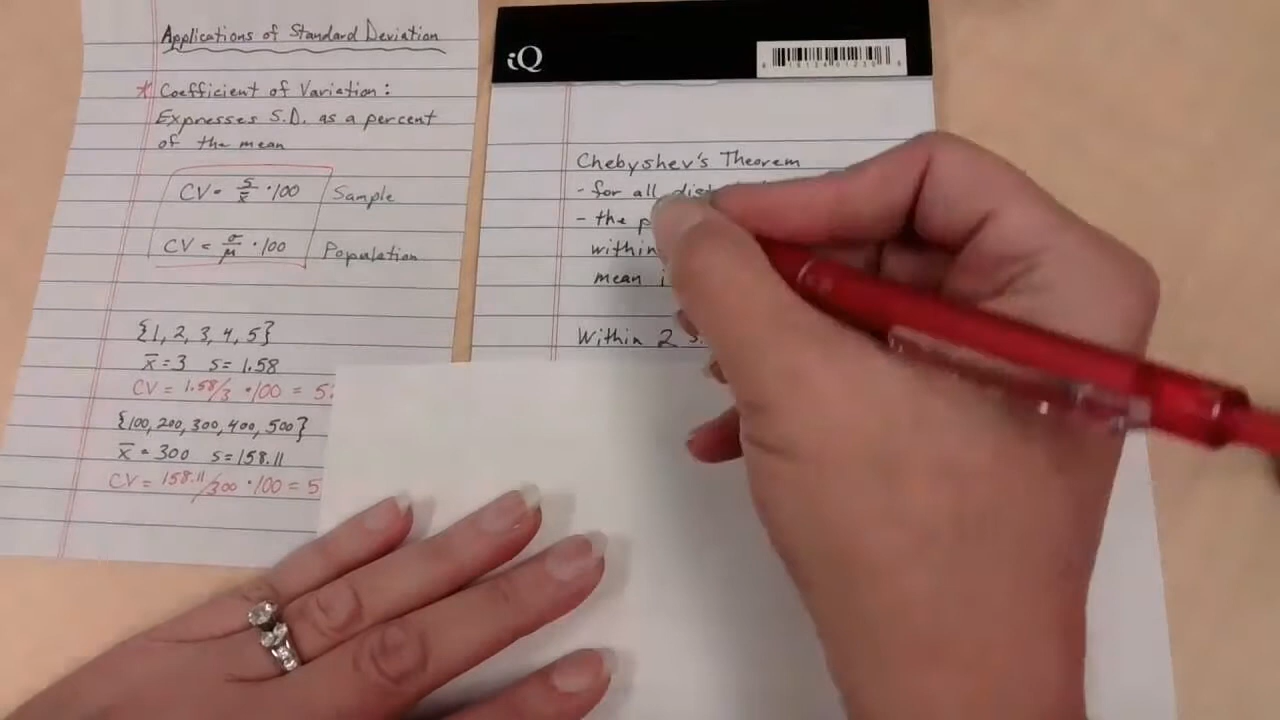 Applications of Standard Deviation
* Coefficient of Variation:
Expresses S.D. as a percent
of the mean
CV = s/x̄ · 100 Sample
CV = σ/μ · 100 Population
{1, 2, 3, 4, 5}
x̄ = 3 s = 1.58
CV = 1.58/3 · 100 = 5
{100, 200, 300, 400, 500}
x̄ = 300 s = 158.11
CV = 158.11/300 · 100 = 5
iQ
Chebyshev's Theorem
- for all
- the
within
mean
Within 2 s